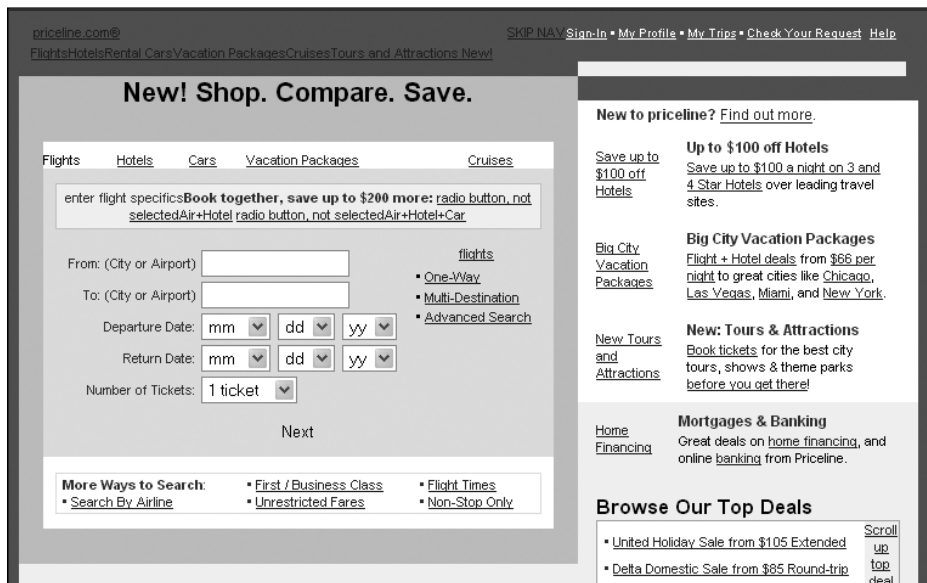 priceline.com®
SKIP NAV Sign-In • My Profile • My Trips • Check Your Request Help
FlightsHotelsRental CarsVacation PackagesCruisesTours and Attractions New!
New! Shop. Compare. Save.
Flights Hotels Cars Vacation Packages Cruises
enter flight specificsBook together, save up to $200 more: radio button, not
selectedAir+Hotel radio button, not selectedAir+Hotel+Car
From: (City or Airport)
To: (City or Airport)
Departure Date: mm dd yy
Return Date: mm dd yy
Number of Tickets: 1 ticket
flights
• One-Way
• Multi-Destination
• Advanced Search
Next
More Ways to Search:
• Search By Airline
• First / Business Class
• Unrestricted Fares
• Flight Times
• Non-Stop Only
New to priceline? Find out more.
Save up to
$100 off
Hotels
Up to $100 off Hotels
Save up to $100 a night on 3 and
4 Star Hotels over leading travel
sites.
Big City
Vacation
Packages
Big City Vacation Packages
Flight + Hotel deals from $66 per
night to great cities like Chicago,
Las Vegas, Miami, and New York.
New Tours
and
Attractions
New: Tours & Attractions
Book tickets for the best city
tours, shows & theme parks
before you get there!
Home
Financing
Mortgages & Banking
Great deals on home financing, and
online banking from Priceline.
Browse Our Top Deals
• United Holiday Sale from $105 Extended
• Delta Domestic Sale from $85 Round-trip
Scroll
up
top
deal